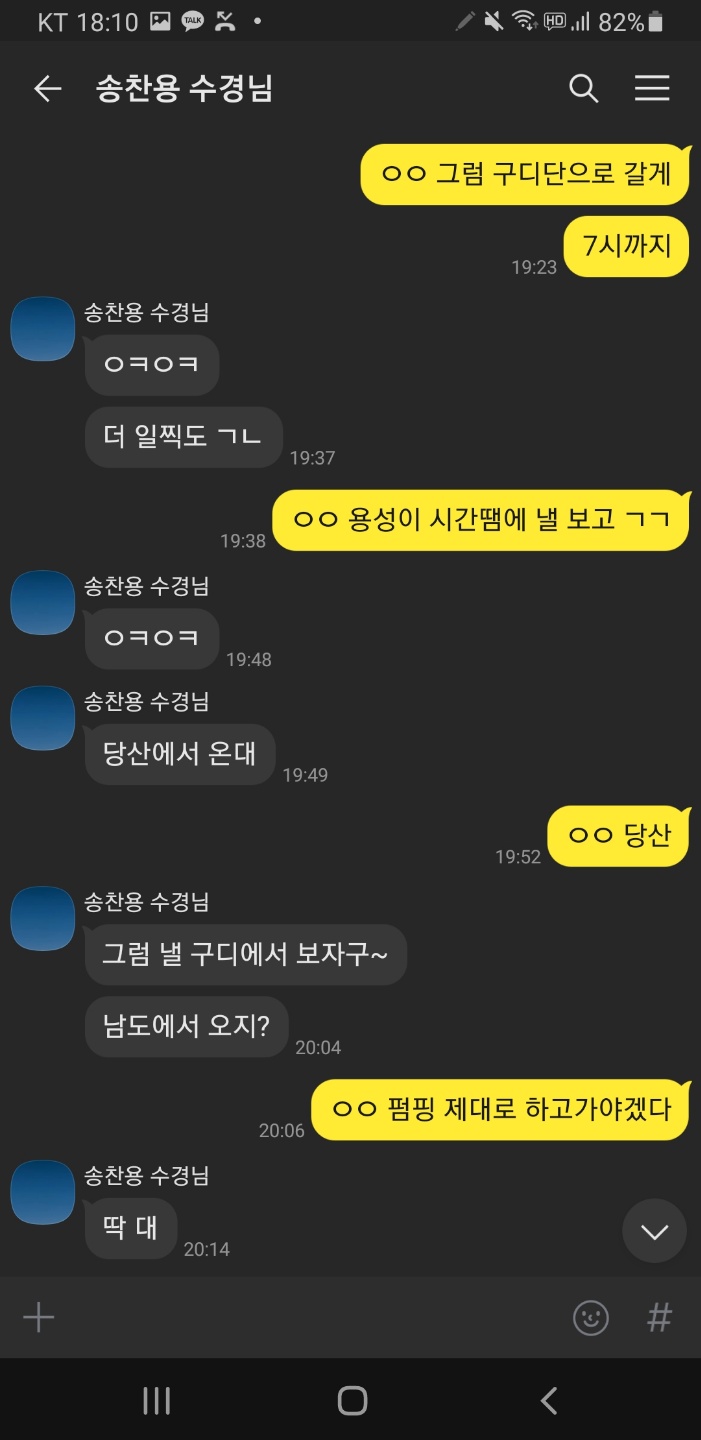 KT 18:10 TALK HD 82%
송찬용 수경님
ㅇㅇ 그럼 구디단으로 갈게
7시까지
19:23
송찬용 수경님
ㅇㅋㅇㅋ
더 일찍도 ㄱㄴ
19:37
ㅇㅇ 용성이 시간땜에 낼 보고 ㄱㄱ
19:38
송찬용 수경님
ㅇㅋㅇㅋ
19:48
송찬용 수경님
당산에서 온대
19:49
ㅇㅇ 당산
19:52
송찬용 수경님
그럼 낼 구디에서 보자구~
남도에서 오지?
20:04
ㅇㅇ 펌핑 제대로 하고가야겠다
20:06
송찬용 수경님
딱 대
20:14
#